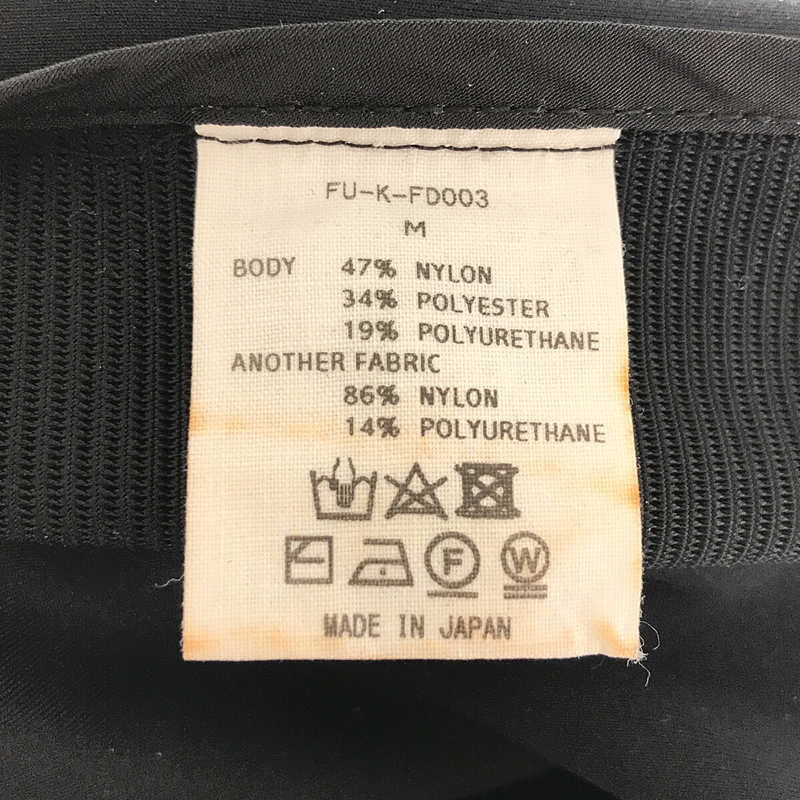 FU-K-FD003
M
BODY 47% NYLON
34% POLYESTER
19% POLYURETHANE
ANOTHER FABRIC
86% NYLON
14% POLYURETHANE
F W
MADE IN JAPAN